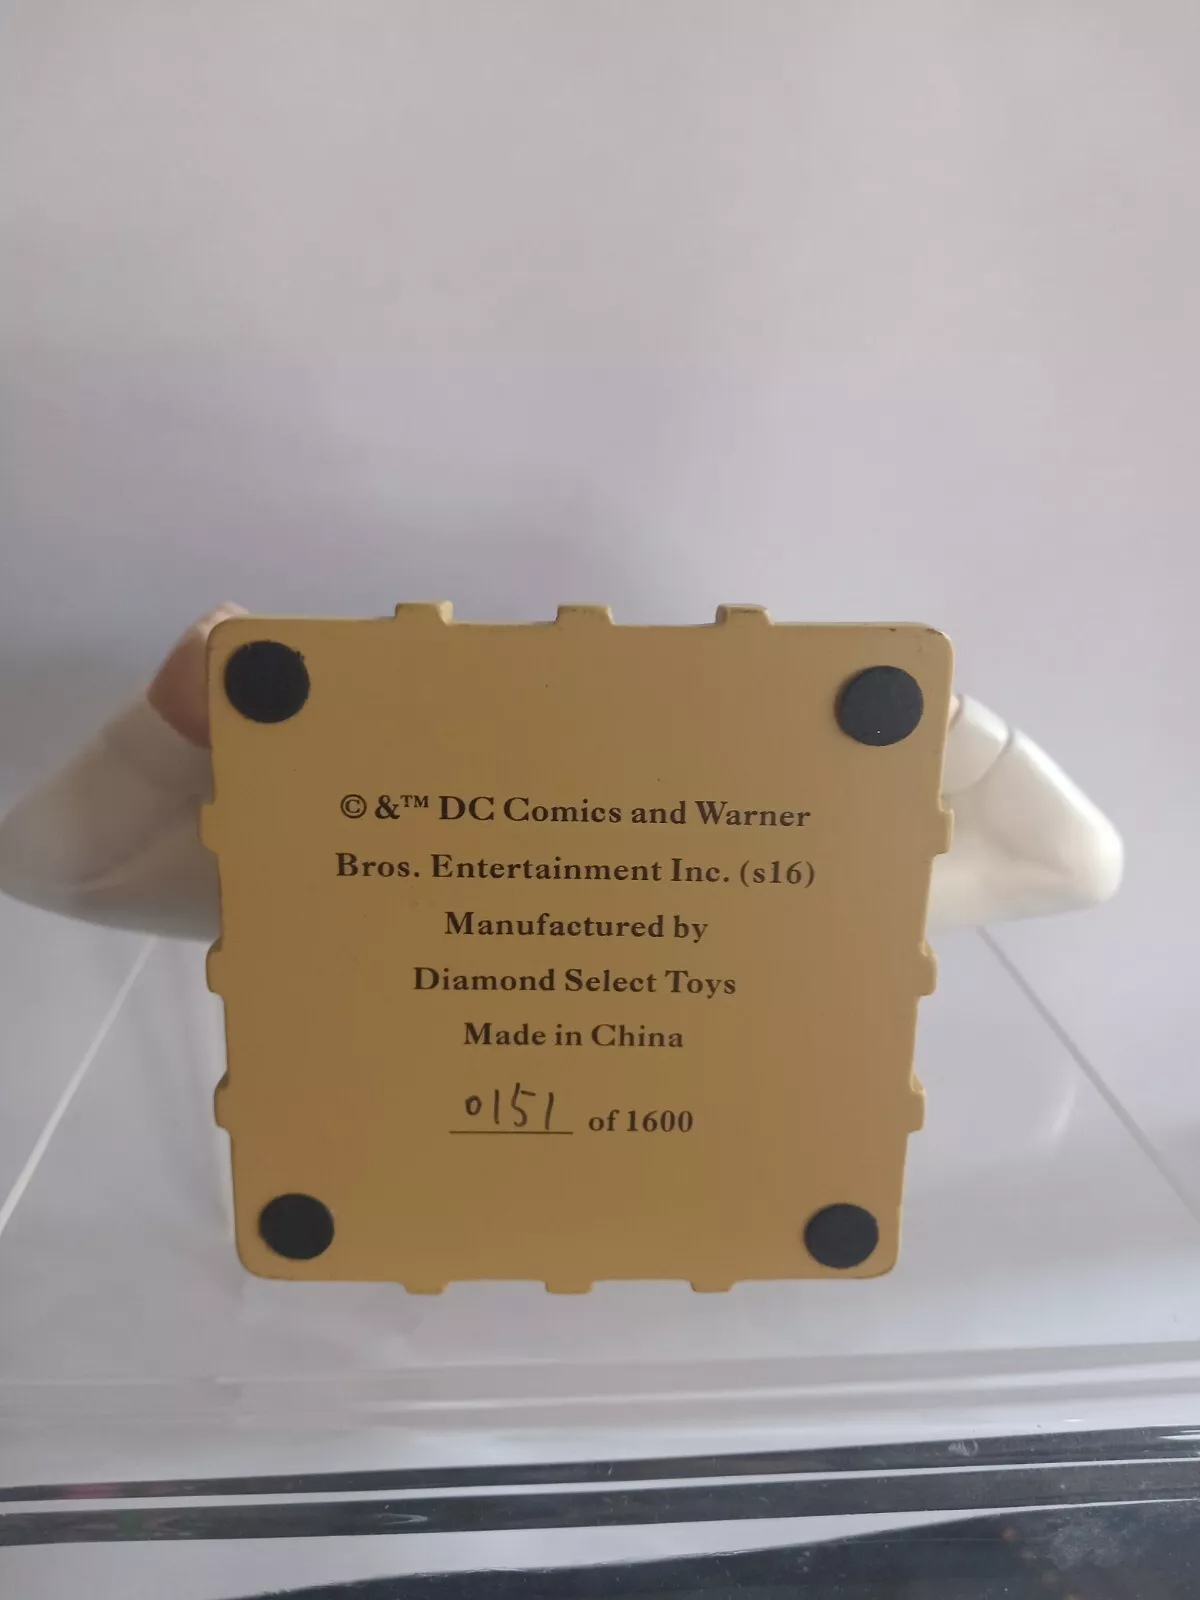 © &™ DC Comics and Warner
Bros. Entertainment Inc. (s16)
Manufactured by
Diamond Select Toys
Made in China
0151 of 1600